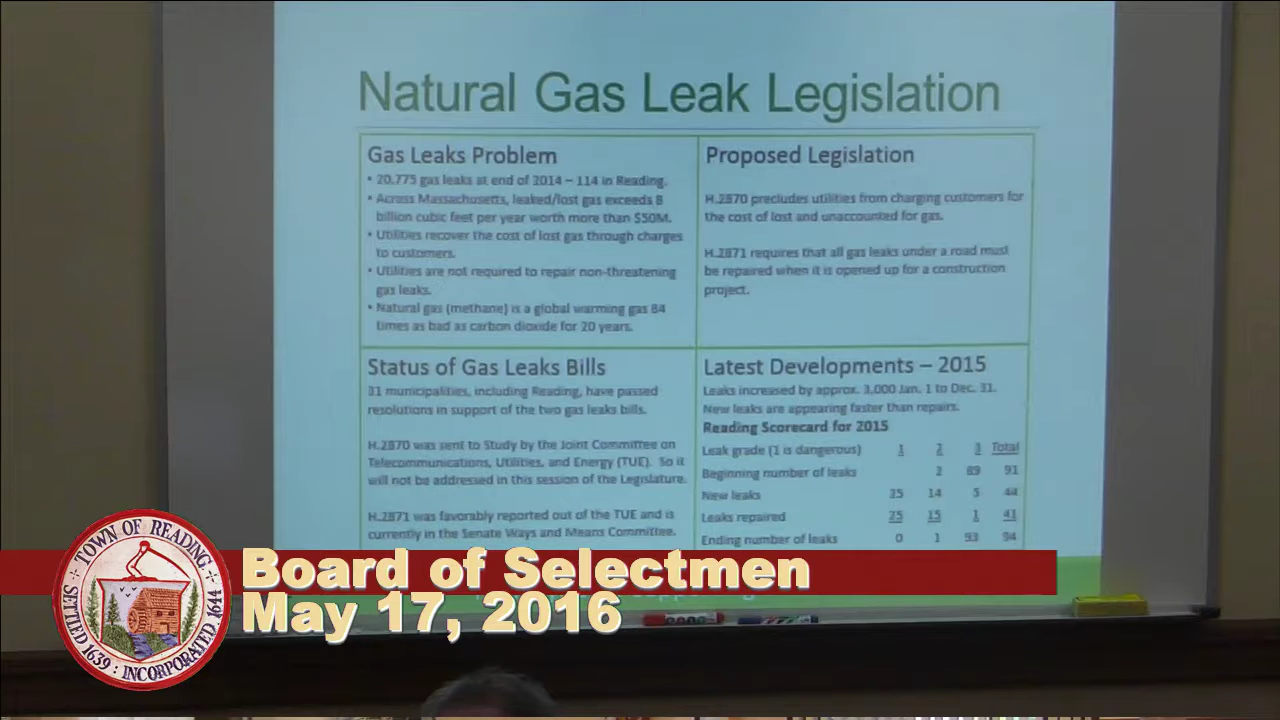 Natural Gas Leak Legislation
Gas Leaks Problem
• 20,775 gas leaks at end of 2014 – 114 in Reading.
• Across Massachusetts, leaked/lost gas exceeds 8
billion cubic feet per year worth more than $50M.
• Utilities recover the cost of lost gas through charges
to customers.
• Utilities are not required to repair non-threatening
gas leaks.
• Natural gas (methane) is a global warming gas 84
times as bad as carbon dioxide for 20 years.
Proposed Legislation
H.2870 precludes utilities from charging customers for
the cost of lost and unaccounted for gas.
H.2871 requires that all gas leaks under a road must
be repaired when it is opened up for a construction
project.
Status of Gas Leaks Bills
31 municipalities, including Reading, have passed
resolutions in support of the two gas leaks bills.
H.2870 was sent to Study by the Joint Committee on
Telecommunications, Utilities, and Energy (TUE). So it
will not be addressed in this session of the Legislature.
H.2871 was favorably reported out of the TUE and is
currently in the Senate Ways and Means Committee.
Latest Developments – 2015
Leaks increased by approx. 3,000 Jan. 1 to Dec. 31.
New leaks are appearing faster than repairs.
Reading Scorecard for 2015
Leak grade (1 is dangerous) 1 2 3 Total
Beginning number of leaks 2 89 91
New leaks 25 14 5 44
Leaks repaired 25 15 1 41
Ending number of leaks 0 1 93 94
Board of Selectmen
May 17, 2016
TOWN OF READING
SETTLED 1639 : INCORPORATED 1644